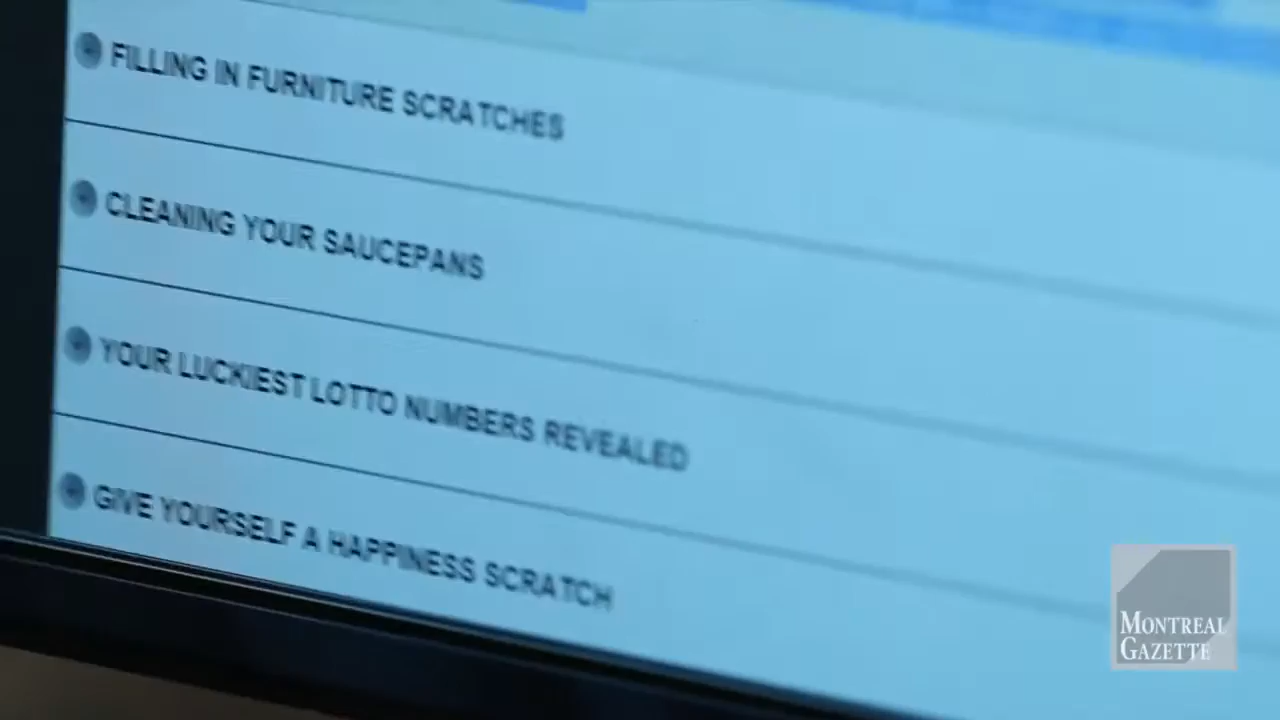 FILLING IN FURNITURE SCRATCHES
CLEANING YOUR SAUCEPANS
YOUR LUCKIEST LOTTO NUMBERS REVEALED
GIVE YOURSELF A HAPPINESS SCRATCH
MONTREAL
GAZETTE